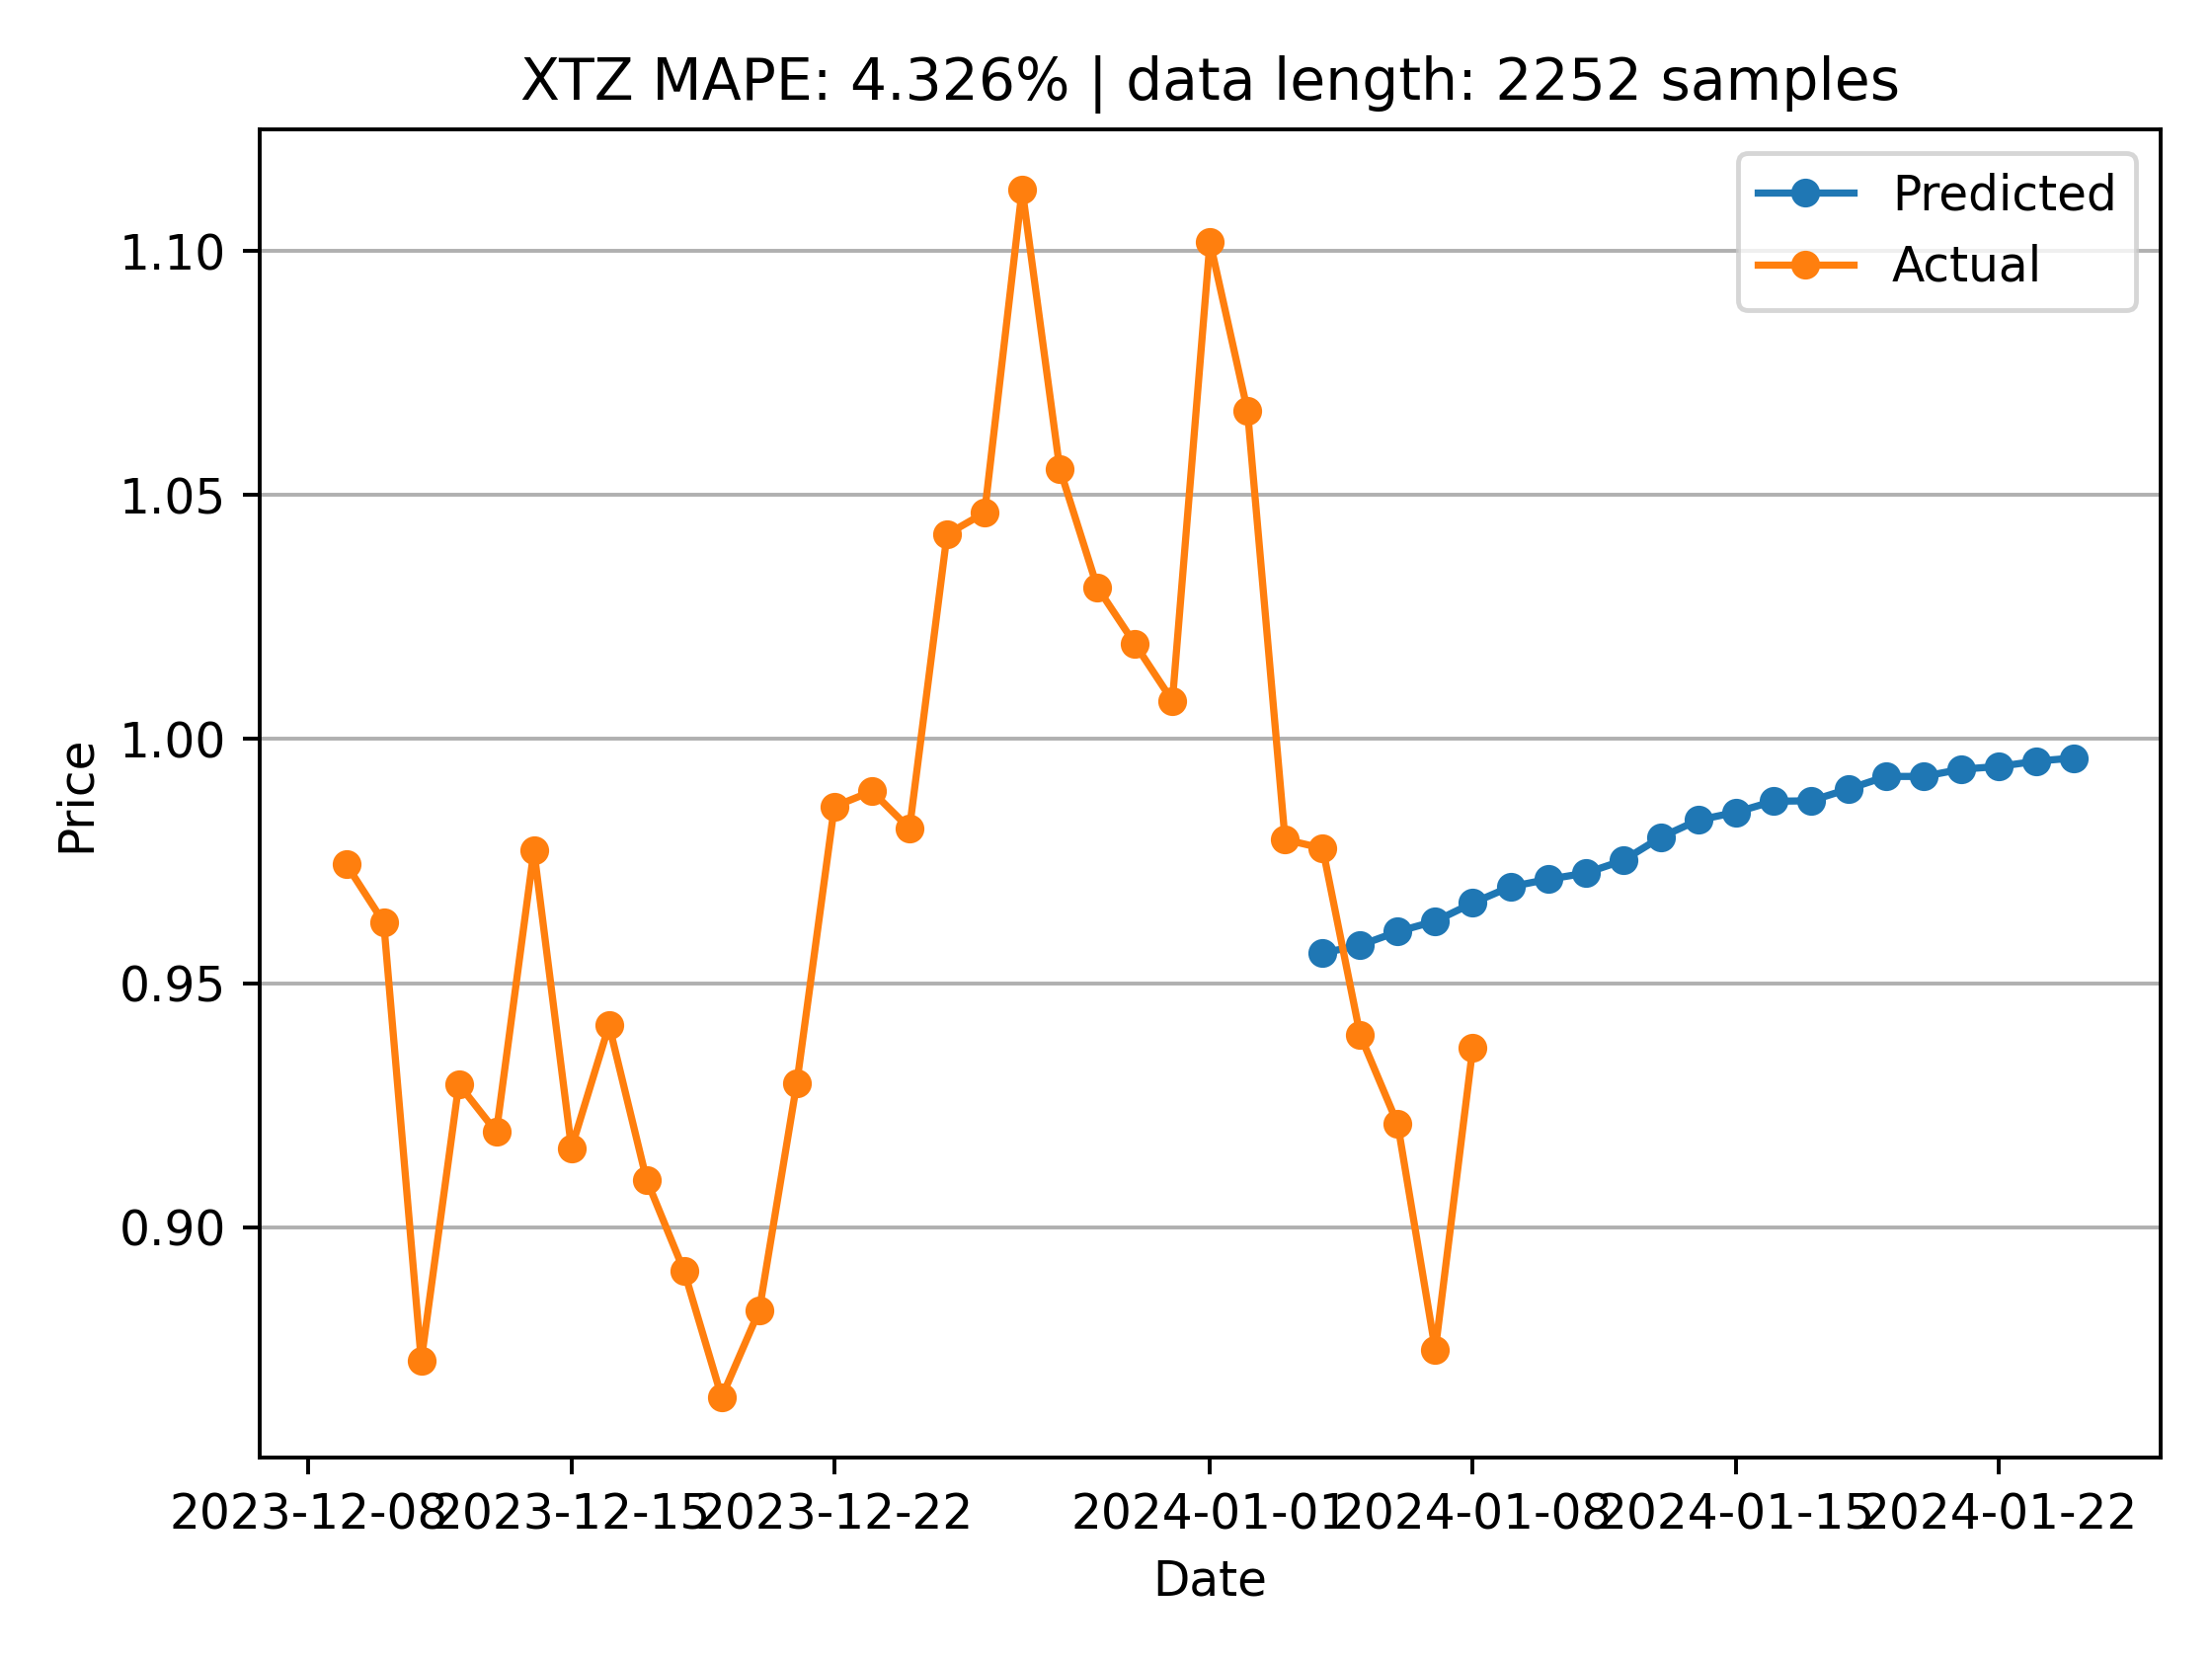 XTZ MAPE: 4.326% | data length: 2252 samples
Predicted
Actual
1.10
1.05
1.00
0.95
0.90
Price
2023-12-08
2023-12-15
2023-12-22
2024-01-01
2024-01-08
2024-01-15
2024-01-22
Date